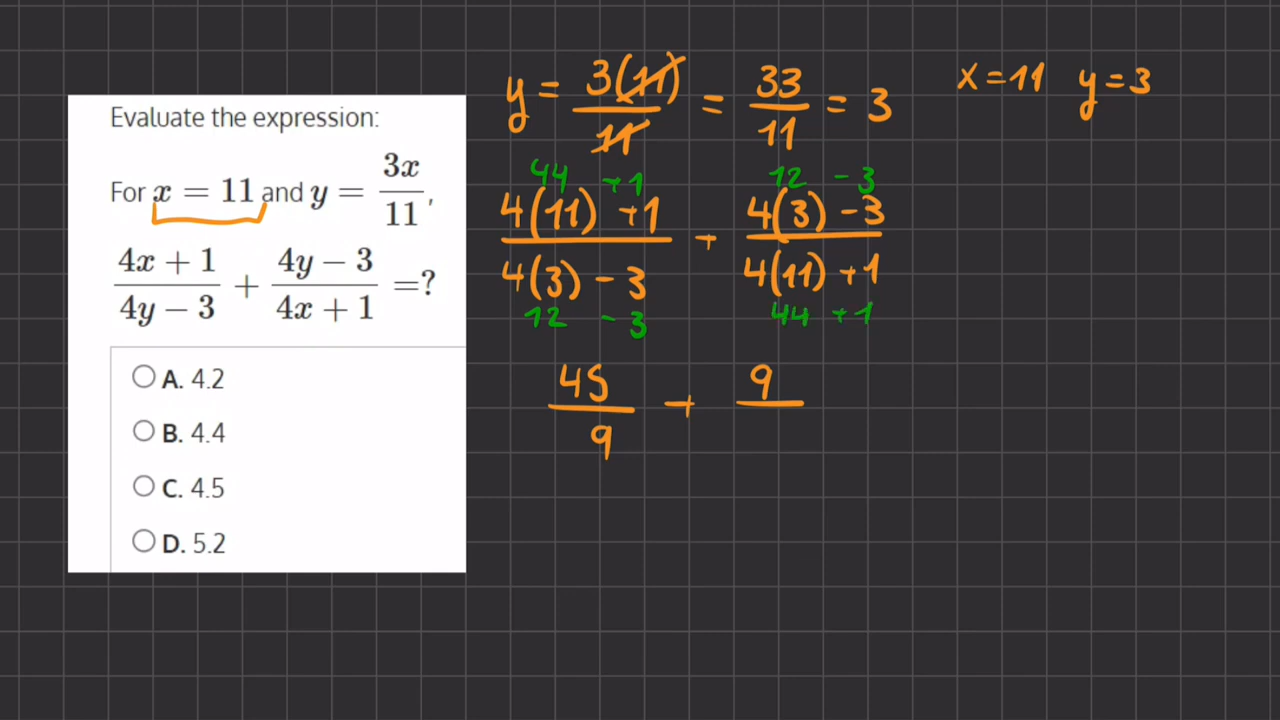 Evaluate the expression:
For x = 11 and y = 3x/11,
(4x + 1)/(4y − 3) + (4y − 3)/(4x + 1) =?
A. 4.2
B. 4.4
C. 4.5
D. 5.2
y = 3(11)/11 = 33/11 = 3
x = 11 y = 3
44 + 1 12 - 3
(4(11) + 1)/(4(3) - 3) + (4(3) - 3)/(4(11) + 1)
12 - 3 44 + 1
45/9 + 9/